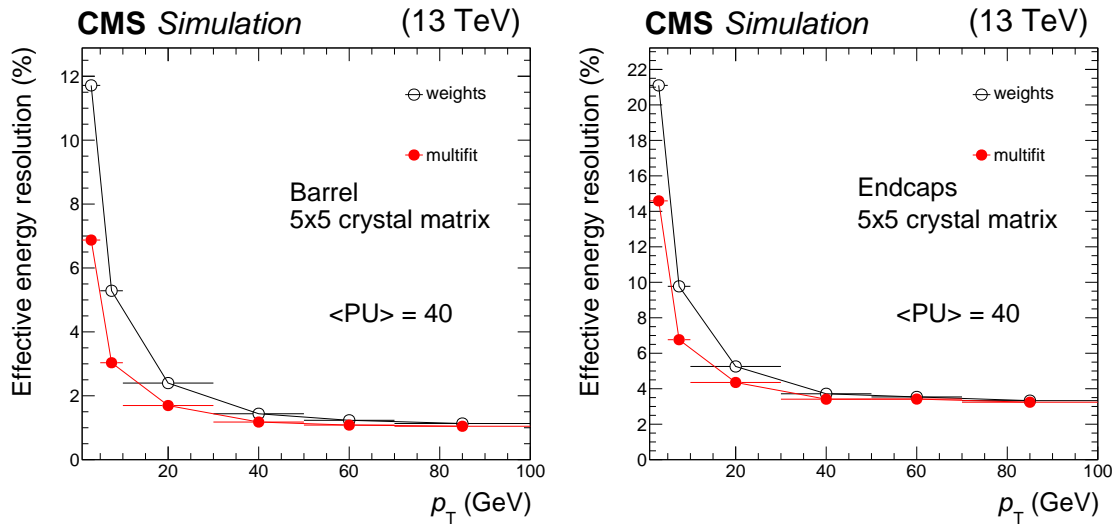 CMS Simulation (13 TeV)
Effective energy resolution (%)
12
10
8
6
4
2
0
weights
multifit
Barrel
5x5 crystal matrix
<PU> = 40
20 40 60 80 100
p_T (GeV)
CMS Simulation (13 TeV)
Effective energy resolution (%)
22
20
18
16
14
12
10
8
6
4
2
0
weights
multifit
Endcaps
5x5 crystal matrix
<PU> = 40
20 40 60 80 100
p_T (GeV)